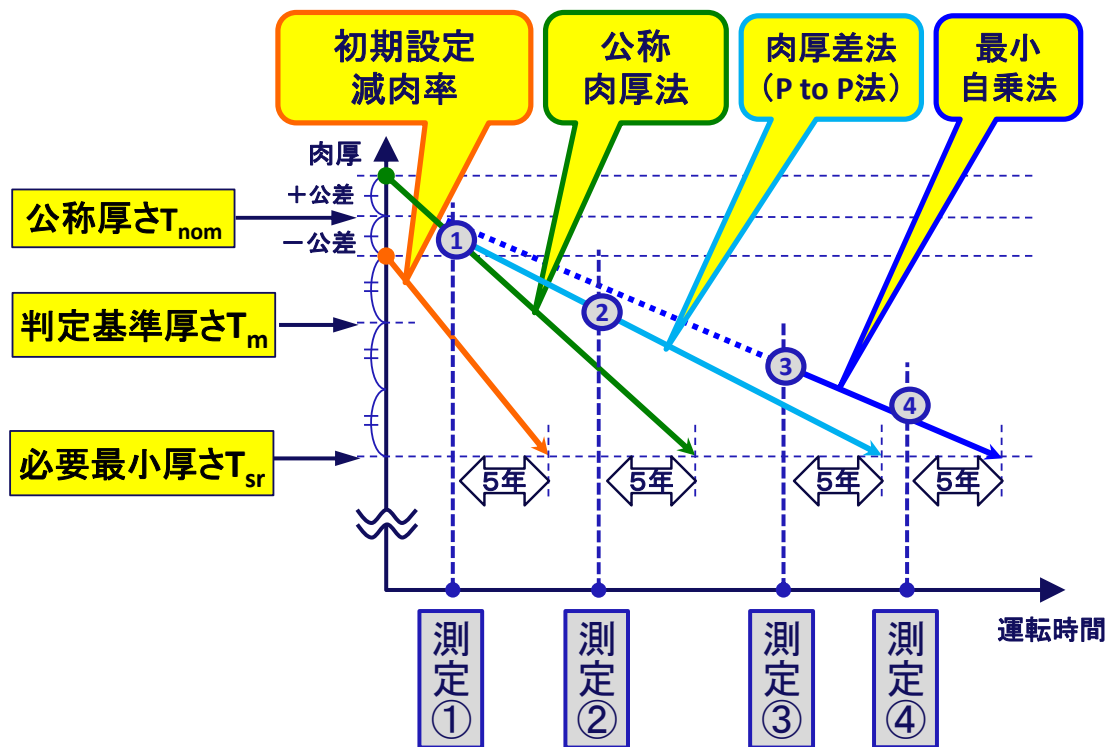 初期設定
減肉率
公称
肉厚法
肉厚差法
（P to P法）
最小
自乗法
肉厚
＋公差
公称厚さTnom
－公差
1
2
判定基準厚さTm
3
4
必要最小厚さTsr
5年
5年
5年
5年
運転時間
測定①
測定②
測定③
測定④